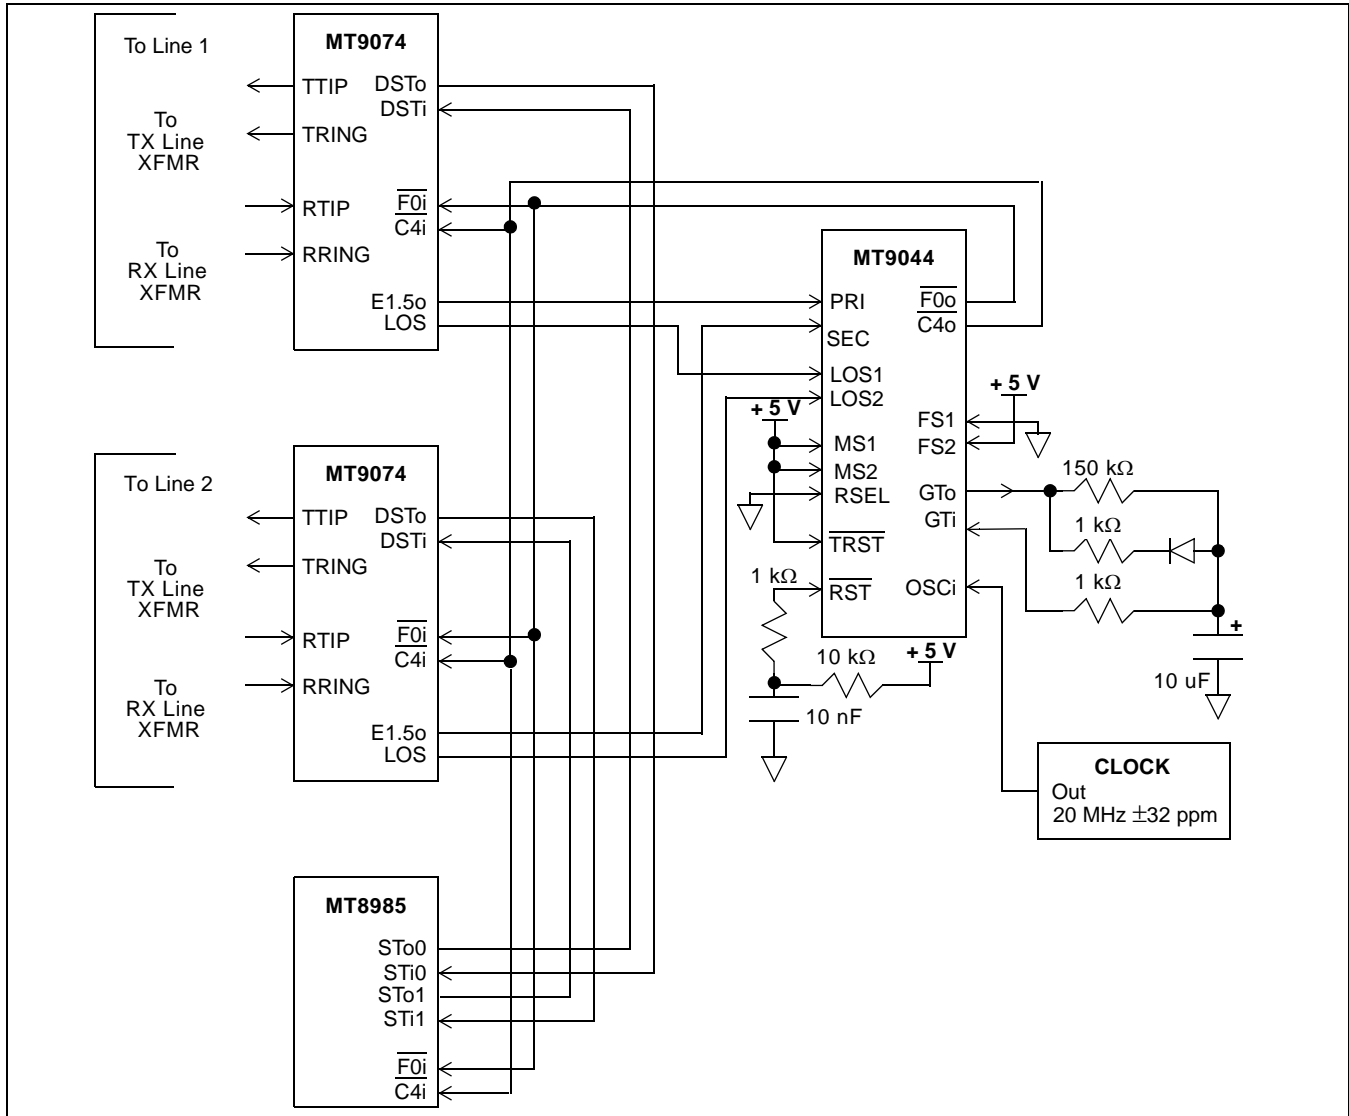 To Line 1
To
TX Line
XFMR
To
RX Line
XFMR
MT9074
TTIP
TRING
RTIP
RRING
DSTo
DSTi
F0i
C4i
E1.5o
LOS
To Line 2
To
TX Line
XFMR
To
RX Line
XFMR
MT9074
TTIP
TRING
RTIP
RRING
DSTo
DSTi
F0i
C4i
E1.5o
LOS
MT8985
STo0
STi0
STo1
STi1
F0i
C4i
MT9044
PRI
SEC
LOS1
LOS2
MS1
MS2
RSEL
TRST
RST
F0o
C4o
FS1
FS2
GTo
GTi
OSCi
+ 5 V
+ 5 V
150 kΩ
1 kΩ
1 kΩ
+
10 uF
1 kΩ
10 kΩ
+ 5 V
10 nF
CLOCK
Out
20 MHz ±32 ppm